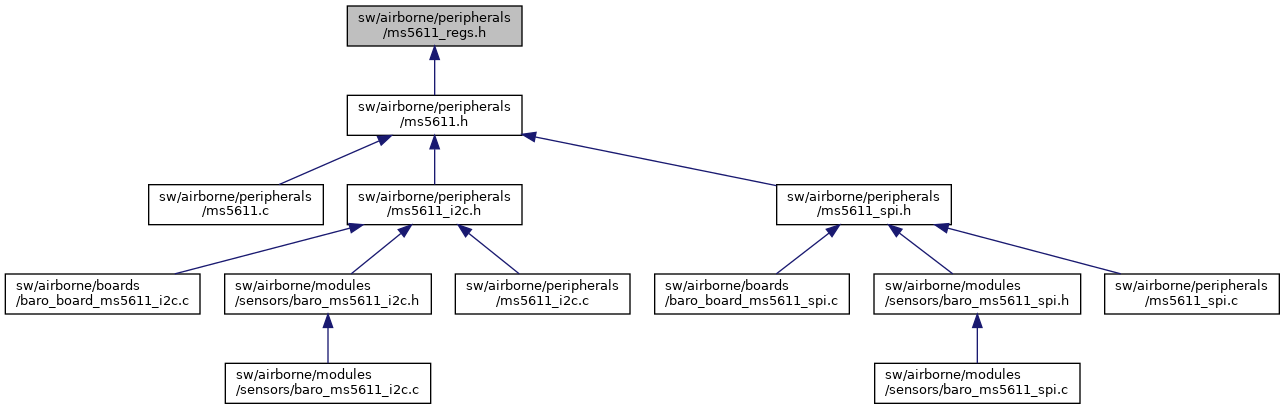 sw/airborne/peripherals
/ms5611_regs.h
sw/airborne/peripherals
/ms5611.h
sw/airborne/peripherals
/ms5611.c
sw/airborne/peripherals
/ms5611_i2c.h
sw/airborne/peripherals
/ms5611_spi.h
sw/airborne/boards
/baro_board_ms5611_i2c.c
sw/airborne/modules
/sensors/baro_ms5611_i2c.h
sw/airborne/peripherals
/ms5611_i2c.c
sw/airborne/boards
/baro_board_ms5611_spi.c
sw/airborne/modules
/sensors/baro_ms5611_spi.h
sw/airborne/peripherals
/ms5611_spi.c
sw/airborne/modules
/sensors/baro_ms5611_i2c.c
sw/airborne/modules
/sensors/baro_ms5611_spi.c